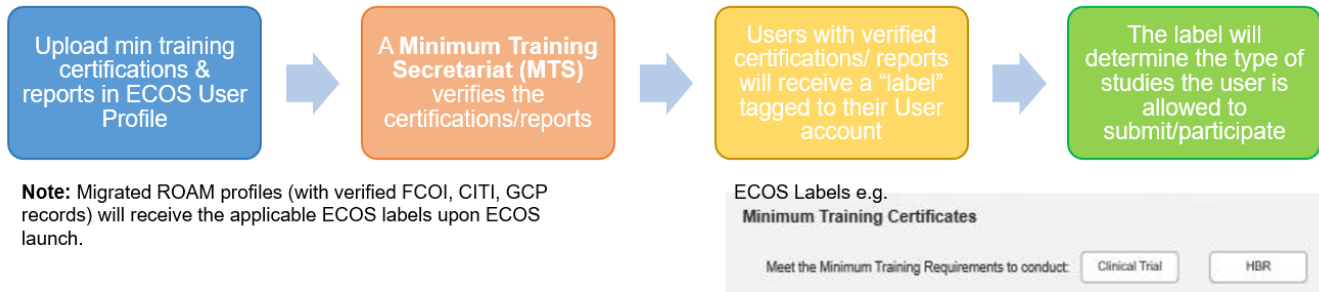 Upload min training
certifications &
reports in ECOS User
Profile
A Minimum Training
Secretariat (MTS)
verifies the
certifications/reports
Users with verified
certifications/ reports
will receive a “label”
tagged to their User
account
The label will
determine the type of
studies the user is
allowed to
submit/participate
Note: Migrated ROAM profiles (with verified FCOI, CITI, GCP
records) will receive the applicable ECOS labels upon ECOS
launch.
ECOS Labels e.g.
Minimum Training Certificates
Meet the Minimum Training Requirements to conduct: Clinical Trial HBR